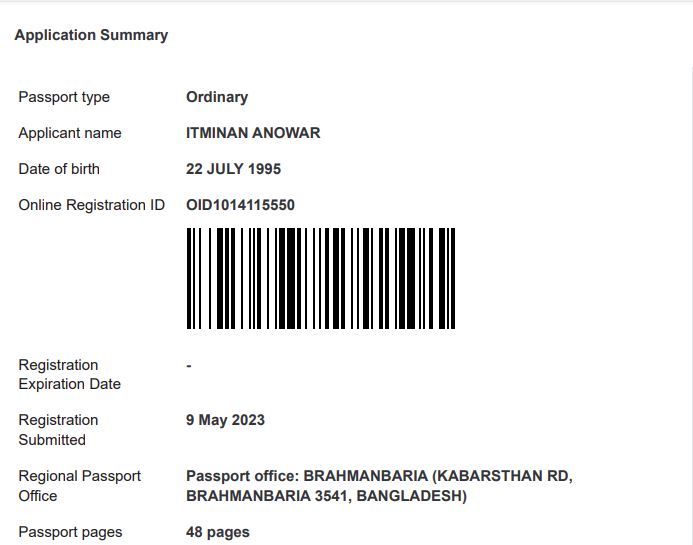 Application Summary
Passport type Ordinary
Applicant name ITMINAN ANOWAR
Date of birth 22 JULY 1995
Online Registration ID OID1014115550
Registration
Expiration Date -
Registration
Submitted 9 May 2023
Regional Passport Passport office: BRAHMANBARIA (KABARSTHAN RD,
Office BRAHMANBARIA 3541, BANGLADESH)
Passport pages 48 pages